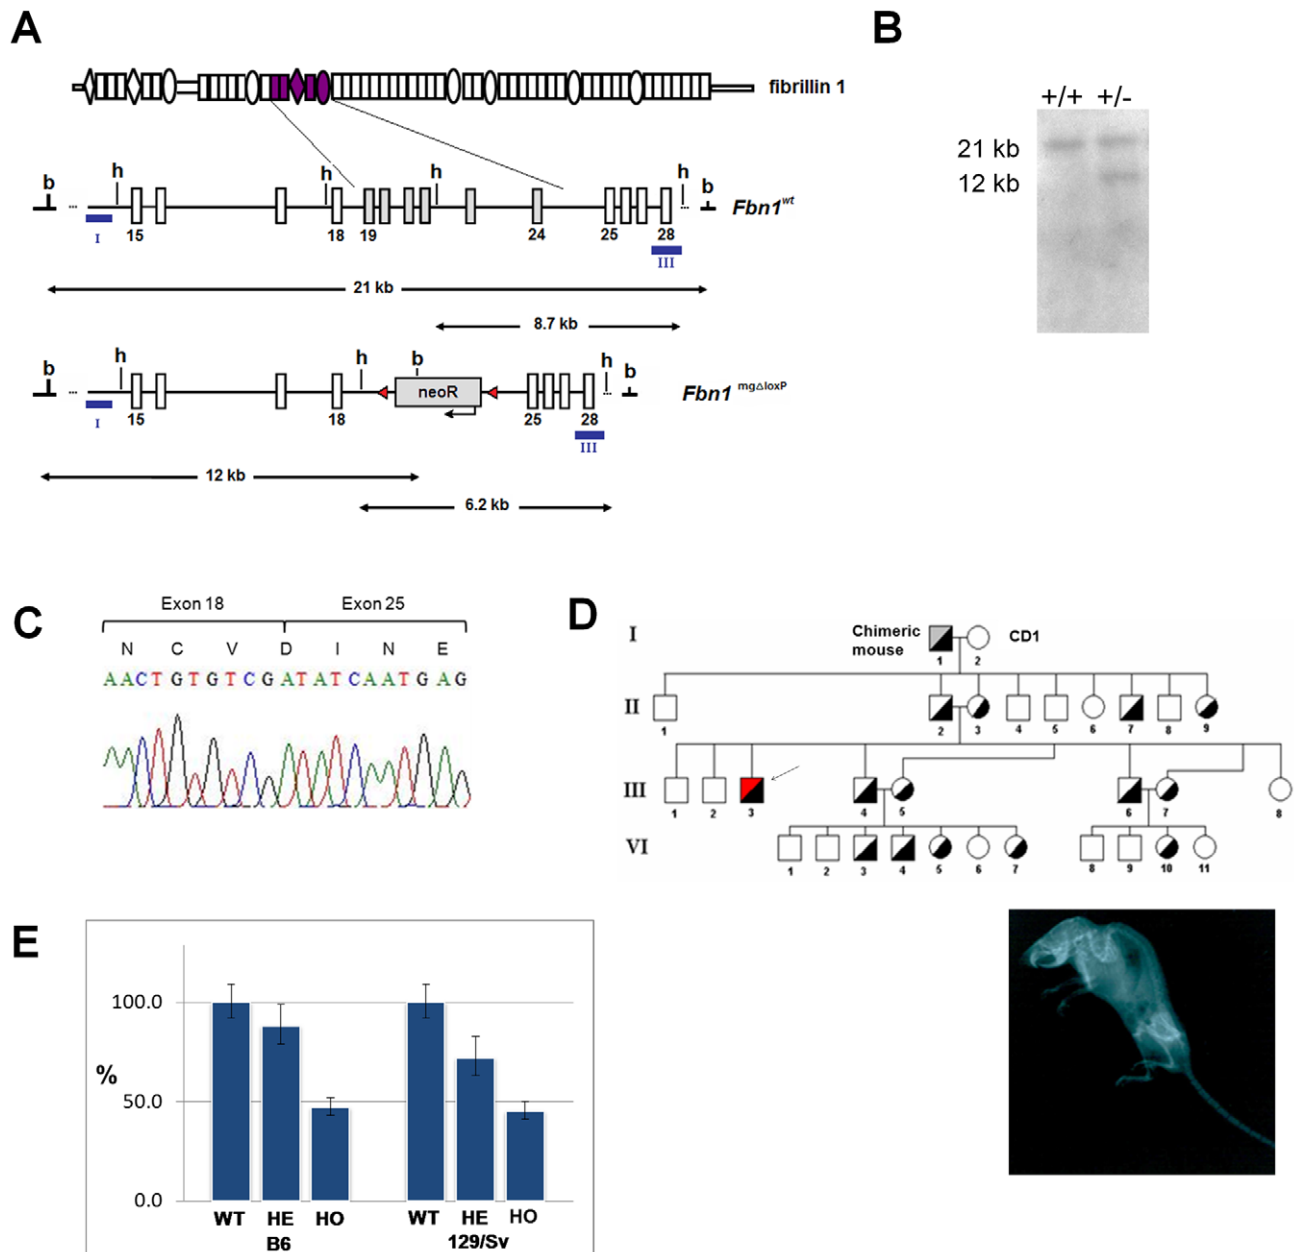 A
fibrillin 1
b
h
h
h
h
b
...
...
Fbn1wt
I
15
18
19
24
25
28
III
21 kb
8.7 kb
b
h
h
b
h
b
...
...
neoR
Fbn1 mgΔloxP
I
15
18
25
28
III
12 kb
6.2 kb
B
+/+ +/-
21 kb
12 kb
C
Exon 18 Exon 25
N C V D I N E
AACTGTGTCGATATCAATGAG
D
I
Chimeric
mouse
CD1
1 2
II
1 2 3 4 5 6 7 8 9
III
1 2 3 4 5 6 7 8
VI
1 2 3 4 5 6 7 8 9 10 11
E
100.0
%
50.0
0.0
WT HE HO WT HE HO
B6 129/Sv